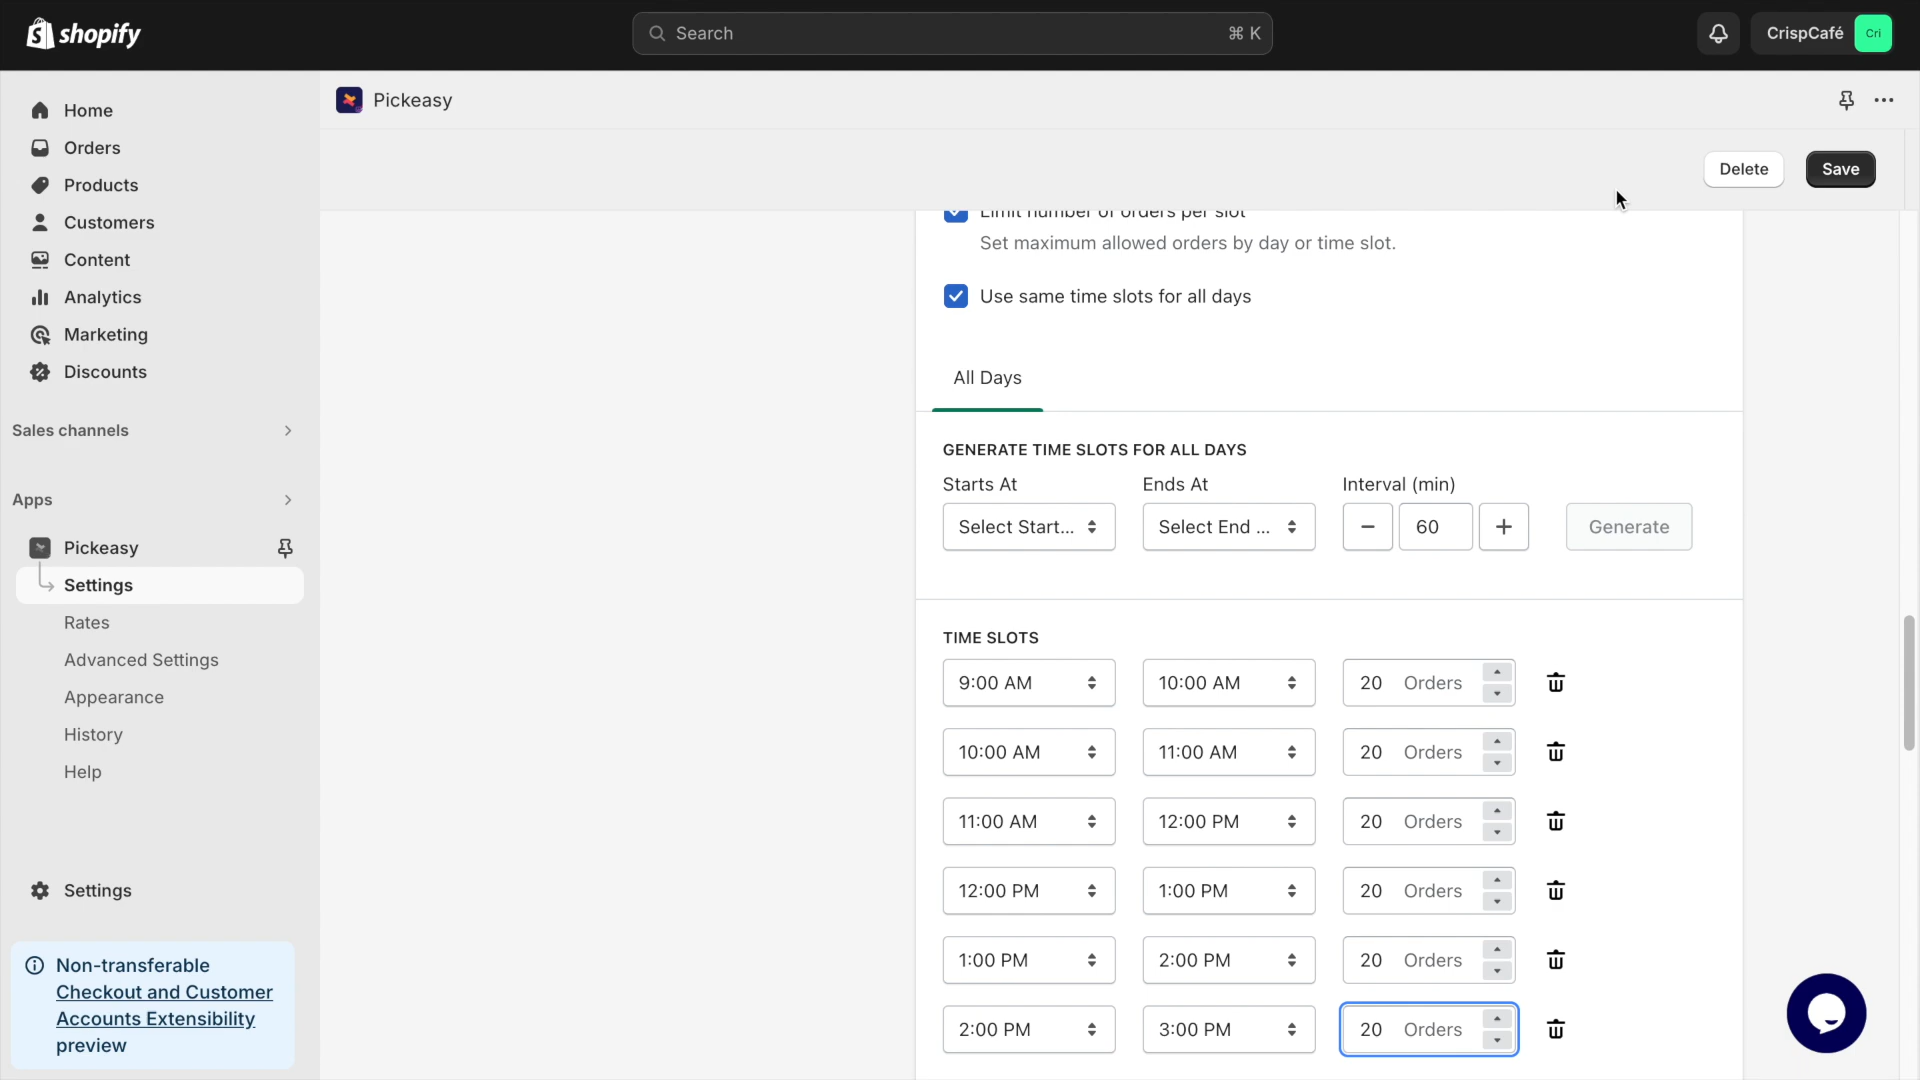 shopify
Search
⌘ K
CrispCafé
Cri
Home
Orders
Products
Customers
Content
Analytics
Marketing
Discounts
Sales channels
Apps
Pickeasy
Settings
Rates
Advanced Settings
Appearance
History
Help
Settings
Non-transferable
Checkout and Customer
Accounts Extensibility
preview
Pickeasy
Delete
Save
Limit number of orders per slot
Set maximum allowed orders by day or time slot.
Use same time slots for all days
All Days
GENERATE TIME SLOTS FOR ALL DAYS
Starts At Ends At Interval (min)
Select Start... Select End ... − 60 + Generate
TIME SLOTS
9:00 AM 10:00 AM 20 Orders
10:00 AM 11:00 AM 20 Orders
11:00 AM 12:00 PM 20 Orders
12:00 PM 1:00 PM 20 Orders
1:00 PM 2:00 PM 20 Orders
2:00 PM 3:00 PM 20 Orders